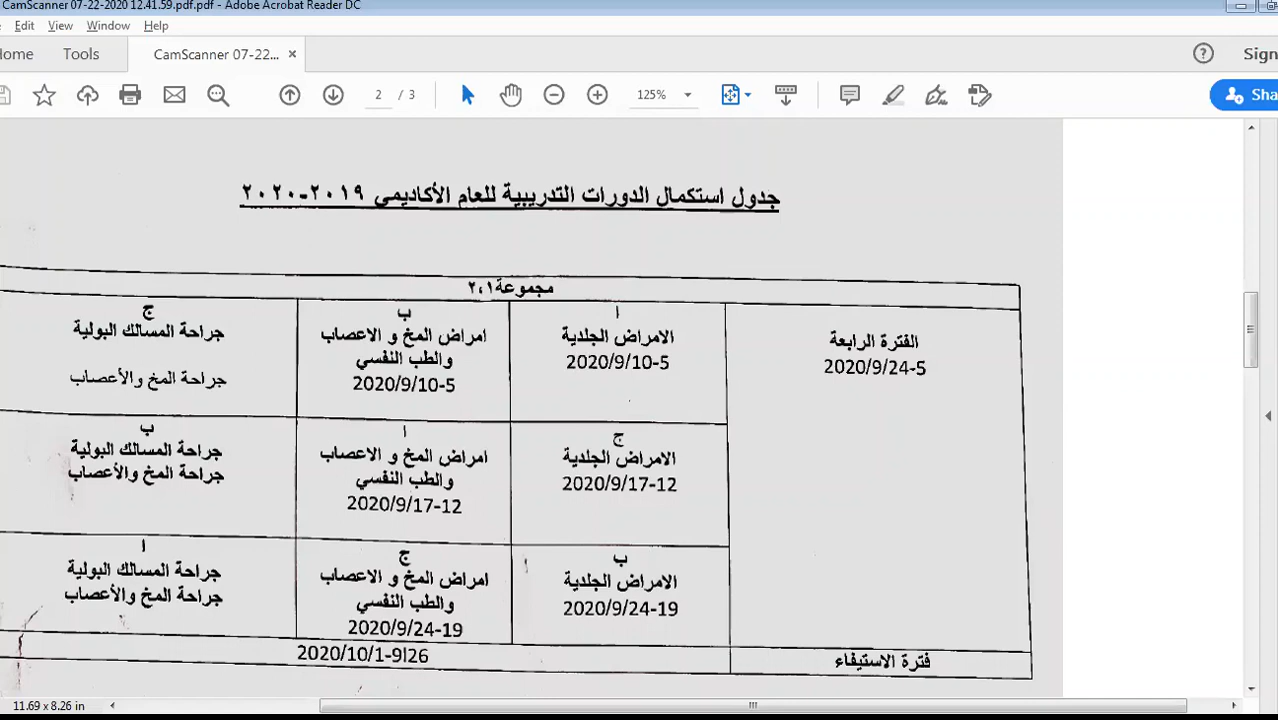 CamScanner 07-22-2020 12.41.59.pdf.pdf - Adobe Acrobat Reader DC
Edit View Window Help
Home Tools CamScanner 07-22... × ? Sign
2 / 3 125% Sha
جدول استكمال الدورات التدريبية للعام الأكاديمي ٢٠١٩-٢٠٢٠
مجموعة٢،١
الفترة الرابعة
2020/9/24-5
ا
الامراض الجلدية
2020/9/10-5
ب
امراض المخ و الاعصاب
والطب النفسي
2020/9/10-5
ج
جراحة المسالك البولية
جراحة المخ والأعصاب
ج
الامراض الجلدية
2020/9/17-12
ا
امراض المخ و الاعصاب
والطب النفسي
2020/9/17-12
ب
جراحة المسالك البولية
جراحة المخ والأعصاب
ب
الامراض الجلدية
2020/9/24-19
ج
امراض المخ و الاعصاب
والطب النفسي
2020/9/24-19
ا
جراحة المسالك البولية
جراحة المخ والأعصاب
فترة الاستيفاء
2020/10/1-9ا26
11.69 x 8.26 in